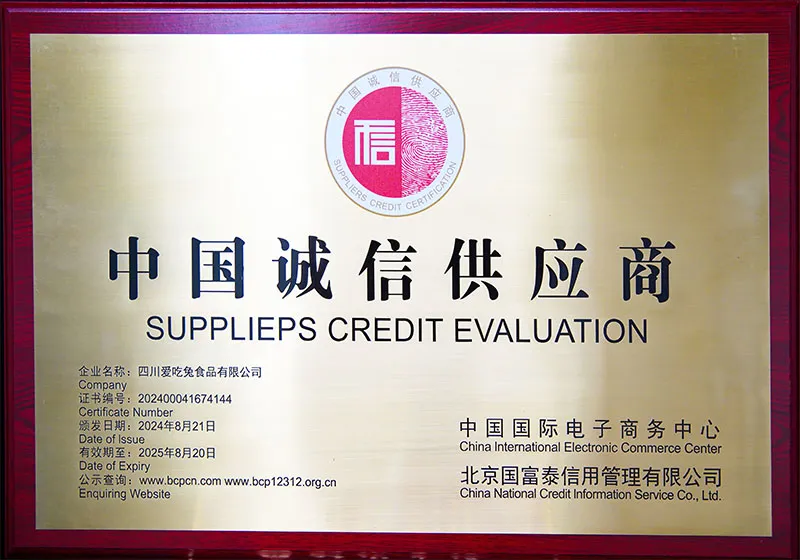 中国诚信供应商
信
SUPPLIERS CREDIT CERTIFICATION
中国诚信供应商
SUPPLIEPS CREDIT EVALUATION
企业名称：四川爱吃兔食品有限公司
Company
证书编号：202400041674144
Certificate Number
颁发日期：2024年8月21日
Date of Issue
有效期至：2025年8月20日
Date of Expiry
公示查询：www.bcpcn.com www.bcp12312.org.cn
Enquiring Website
中国国际电子商务中心
China International Electronic Commerce Center
北京国富泰信用管理有限公司
China National Credit Information Service Co., Ltd.